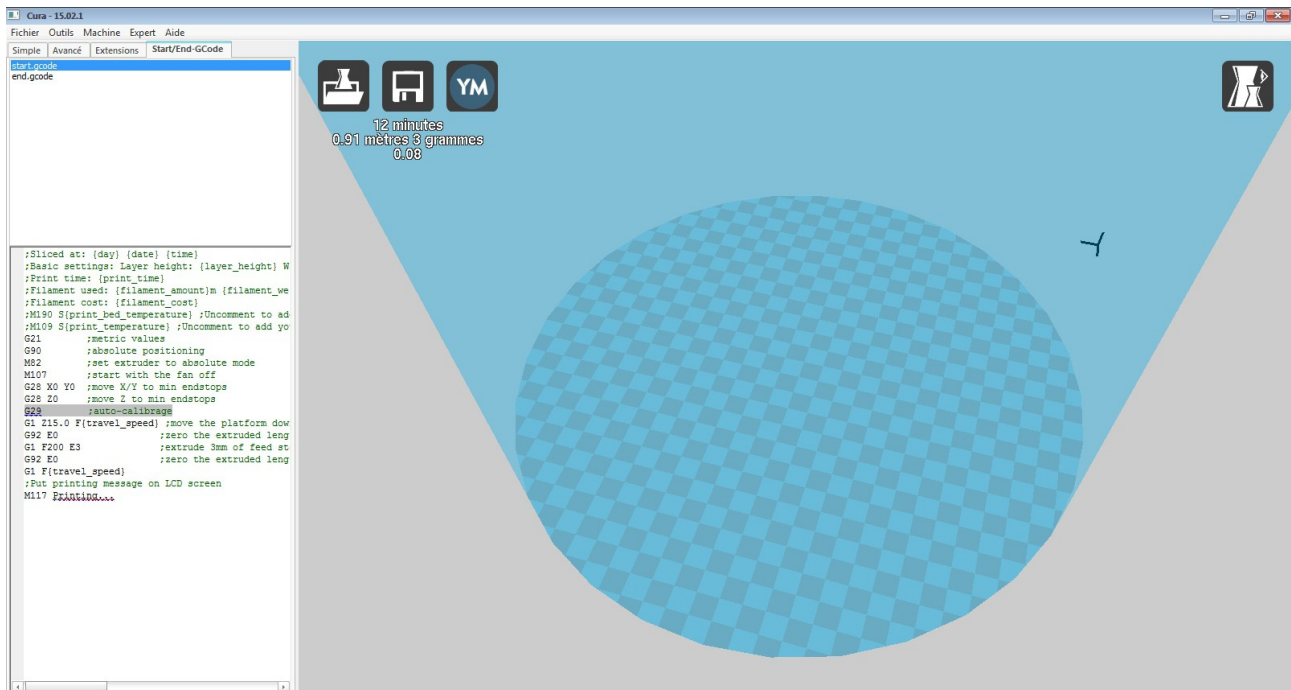 Cura - 15.02.1
Fichier Outils Machine Expert Aide
Simple Avancé Extensions Start/End-GCode
start.gcode
end.gcode
YM
12 minutes
0.91 mètres 3 grammes
0.08
;Sliced at: {day} {date} {time}
;Basic settings: Layer height: {layer_height} W
;Print time: {print_time}
;Filament used: {filament_amount}m {filament_we
;Filament cost: {filament_cost}
;M190 S{print_bed_temperature} ;Uncomment to ad
;M109 S{print_temperature} ;Uncomment to add yo
G21 ;metric values
G90 ;absolute positioning
M82 ;set extruder to absolute mode
M107 ;start with the fan off
G28 X0 Y0 ;move X/Y to min endstops
G28 Z0 ;move Z to min endstops
G29 ;auto-calibrage
G1 Z15.0 F{travel_speed} ;move the platform dow
G92 E0 ;zero the extruded leng
G1 F200 E3 ;extrude 3mm of feed st
G92 E0 ;zero the extruded leng
G1 F{travel_speed}
;Put printing message on LCD screen
M117 Printing...